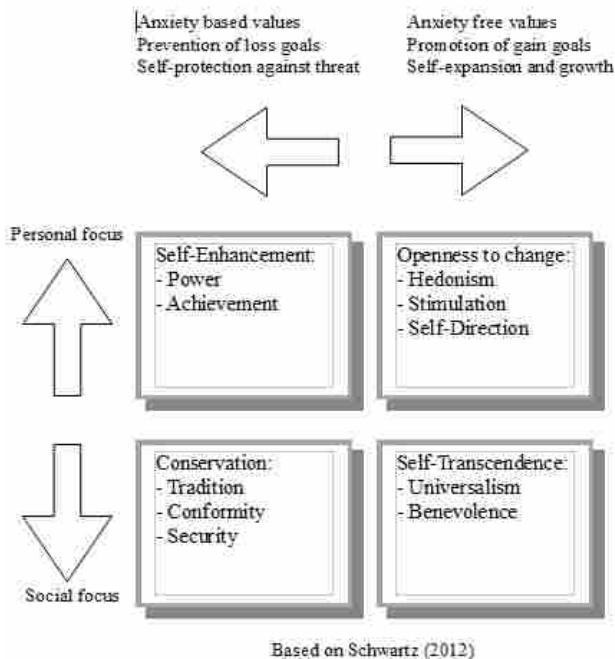 Anxiety based values
Prevention of loss goals
Self-protection against threat
Anxiety free values
Promotion of gain goals
Self-expansion and growth
Personal focus
Self-Enhancement:
- Power
- Achievement
Openness to change:
- Hedonism
- Stimulation
- Self-Direction
Conservation:
- Tradition
- Conformity
- Security
Self-Transcendence:
- Universalism
- Benevolence
Social focus
Based on Schwartz (2012)